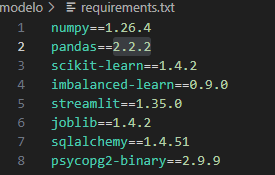 modelo > requirements.txt
1 numpy==1.26.4
2 pandas==2.2.2
3 scikit-learn==1.4.2
4 imbalanced-learn==0.9.0
5 streamlit==1.35.0
6 joblib==1.4.2
7 sqlalchemy==1.4.51
8 psycopg2-binary==2.9.9